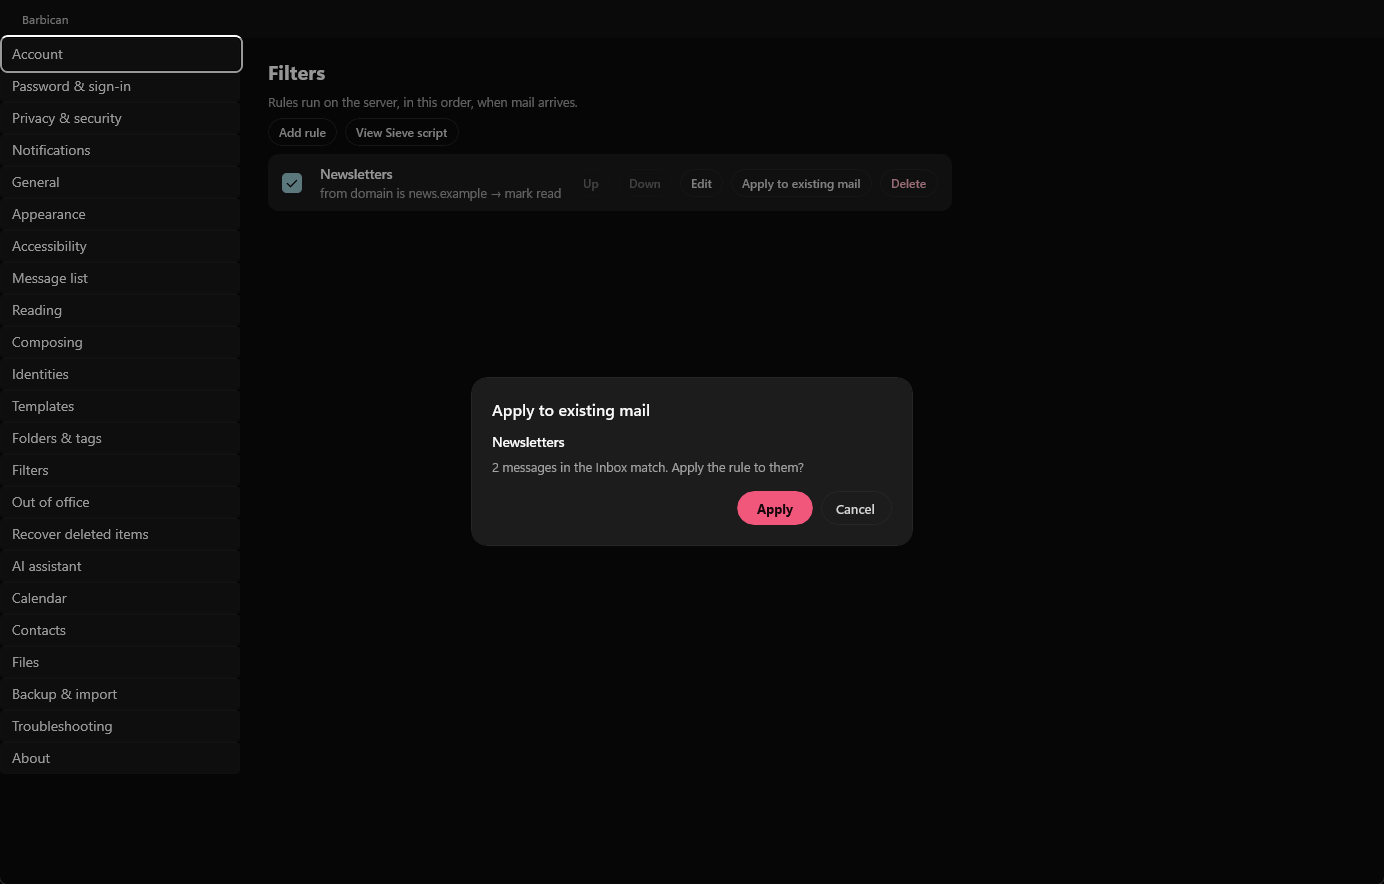 Barbican
Account
Password & sign-in
Privacy & security
Notifications
General
Appearance
Accessibility
Message list
Reading
Composing
Identities
Templates
Folders & tags
Filters
Out of office
Recover deleted items
AI assistant
Calendar
Contacts
Files
Backup & import
Troubleshooting
About
Filters
Rules run on the server, in this order, when mail arrives.
Add rule View Sieve script
Newsletters
from domain is news.example → mark read
Up Down Edit Apply to existing mail Delete
Apply to existing mail
Newsletters
2 messages in the Inbox match. Apply the rule to them?
Apply Cancel